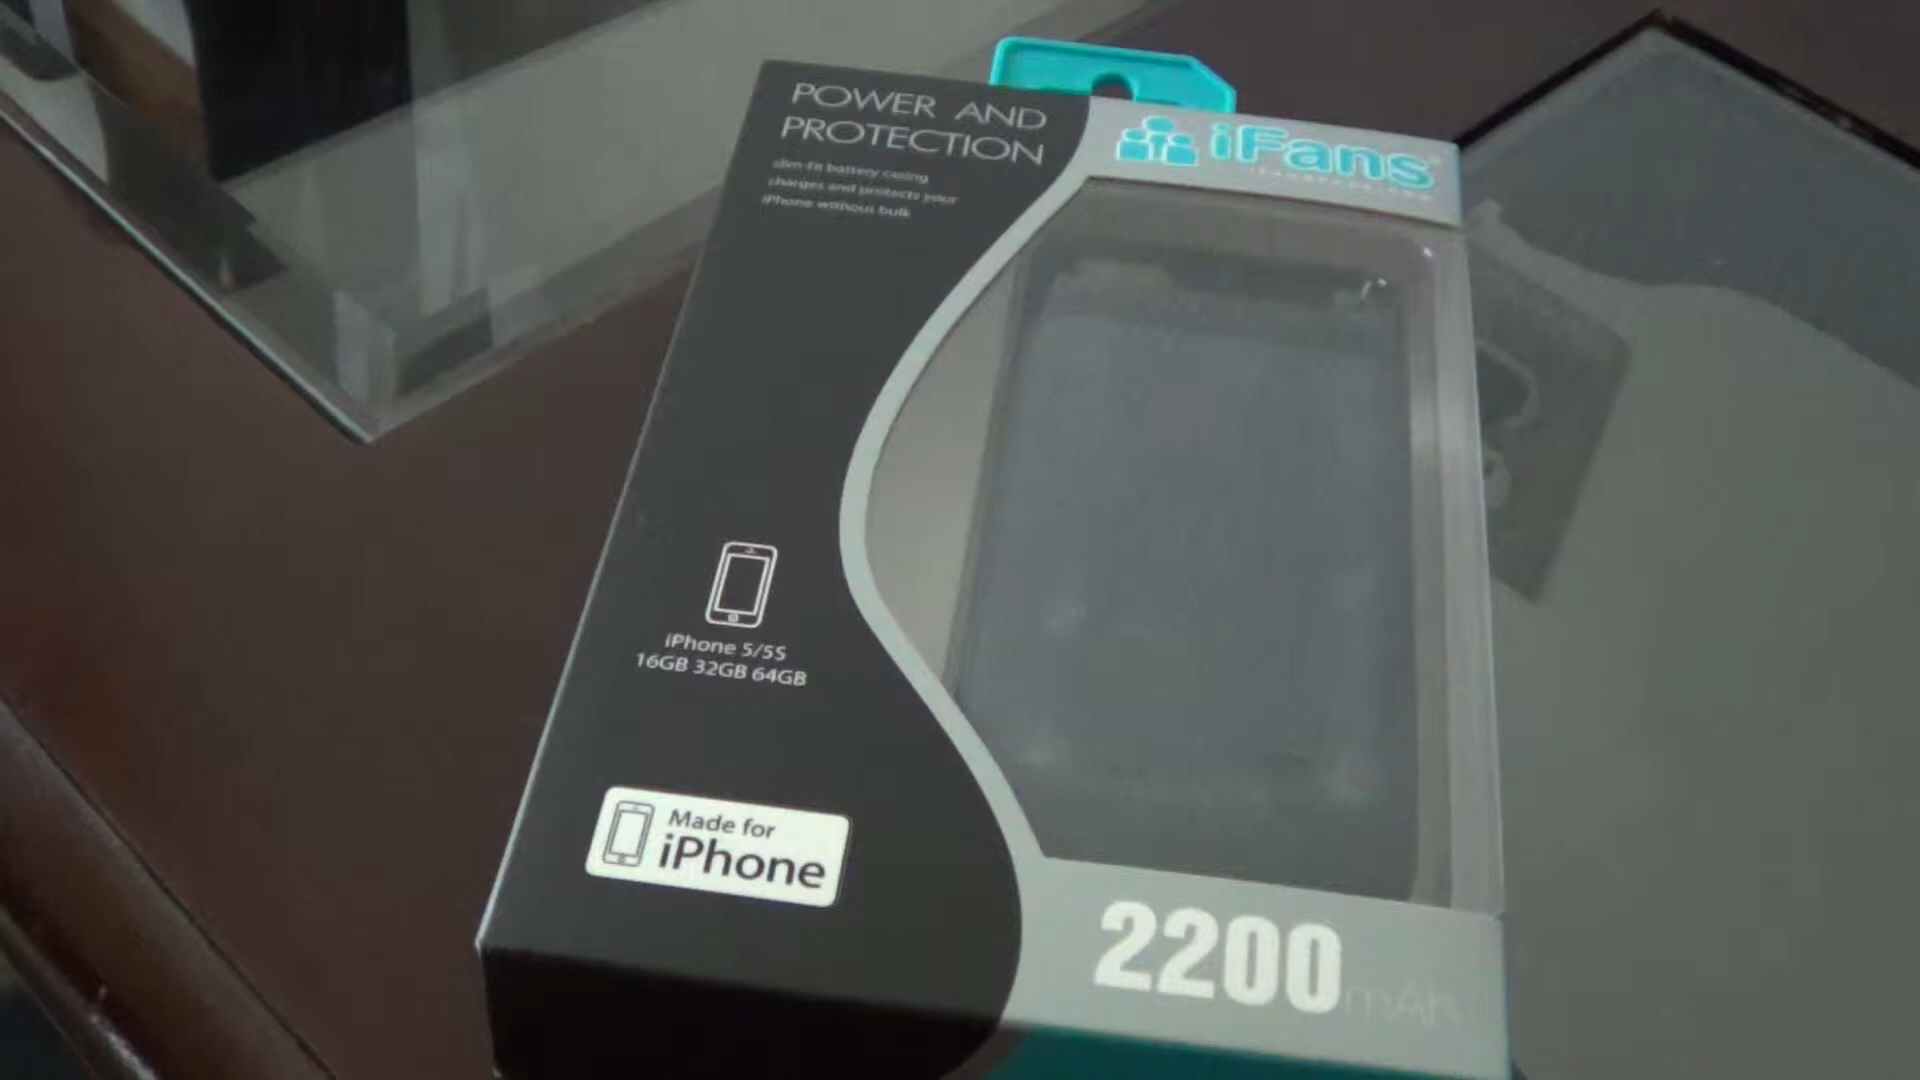 POWER AND
PROTECTION
slim-fit battery casing
charges and protects your
iPhone without bulk
iFans
iPhone 5/5S
16GB 32GB 64GB
Made for
iPhone
2200 mAh